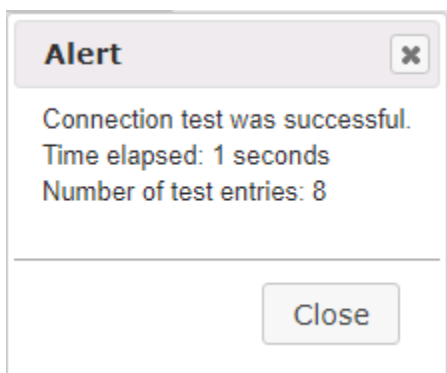 Alert
Connection test was successful.
Time elapsed: 1 seconds
Number of test entries: 8
Close